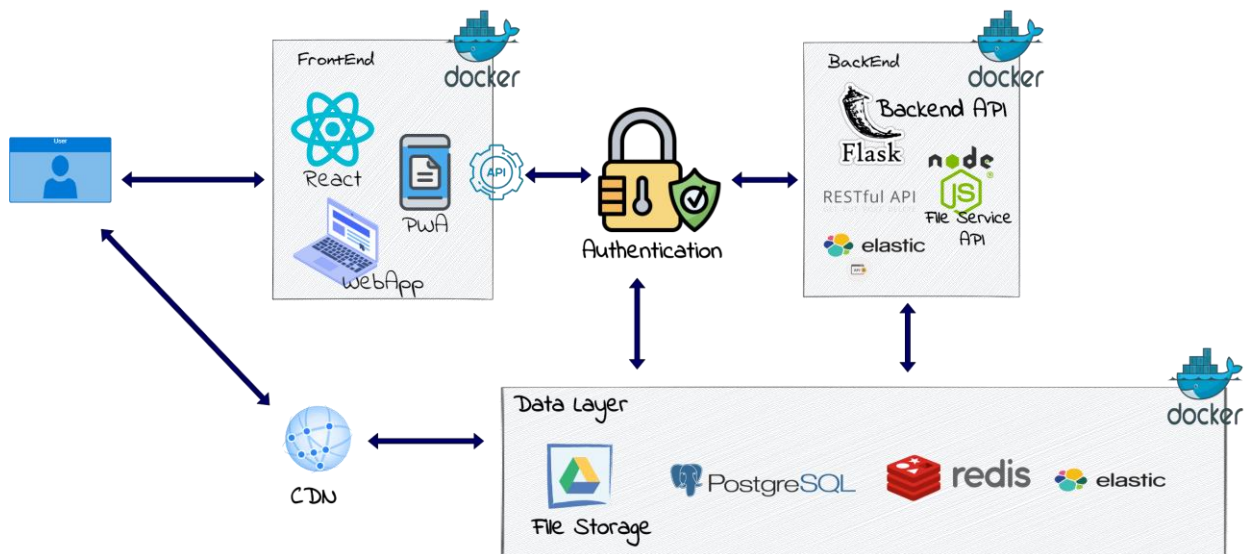 FrontEnd
docker
React
PWA
API
WebApp
User
Authentication
BackEnd
docker
Backend API
Flask
node
JS
®
RESTful API
File Service
API
elastic
API
Data Layer
docker
File Storage
PostgreSQL
redis
elastic
CDN